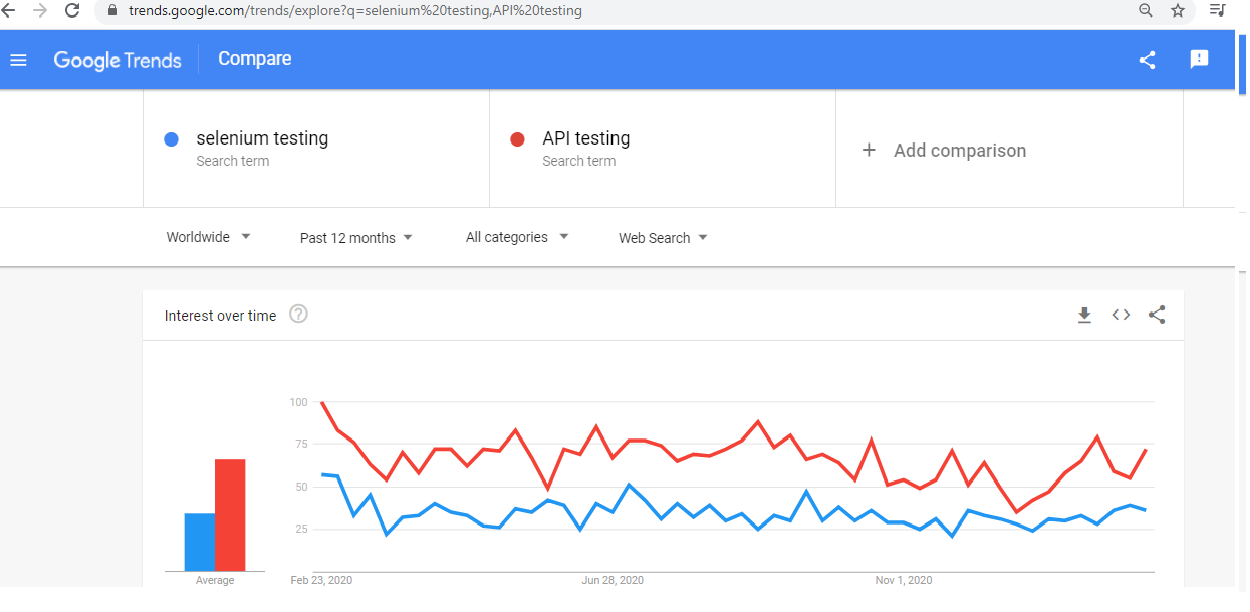 trends.google.com/trends/explore?q=selenium%20testing,API%20testing
Google Trends Compare
selenium testing
Search term
API testing
Search term
+ Add comparison
Worldwide Past 12 months All categories Web Search
Interest over time ?
100
75
50
25
Average
Feb 23, 2020 Jun 28, 2020 Nov 1, 2020